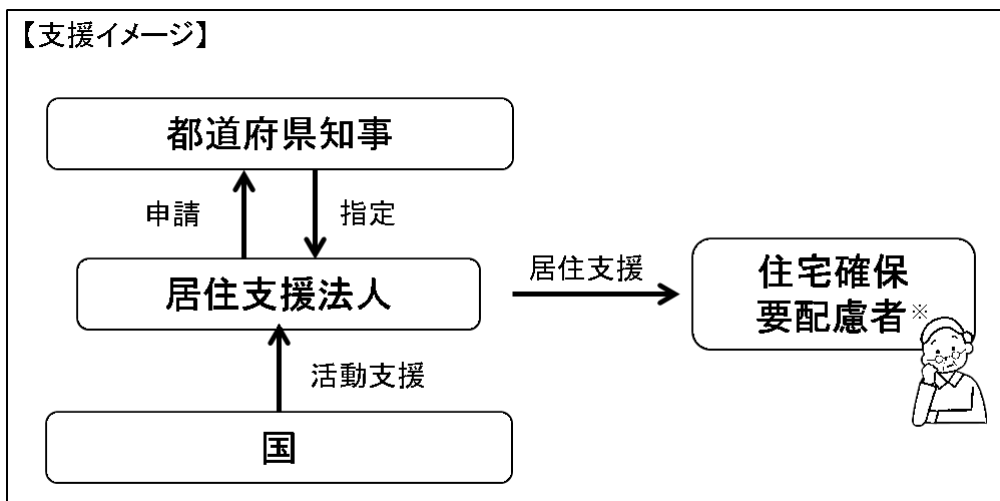 【支援イメージ】
都道府県知事
申請
指定
居住支援法人
居住支援
住宅確保
要配慮者※
活動支援
国